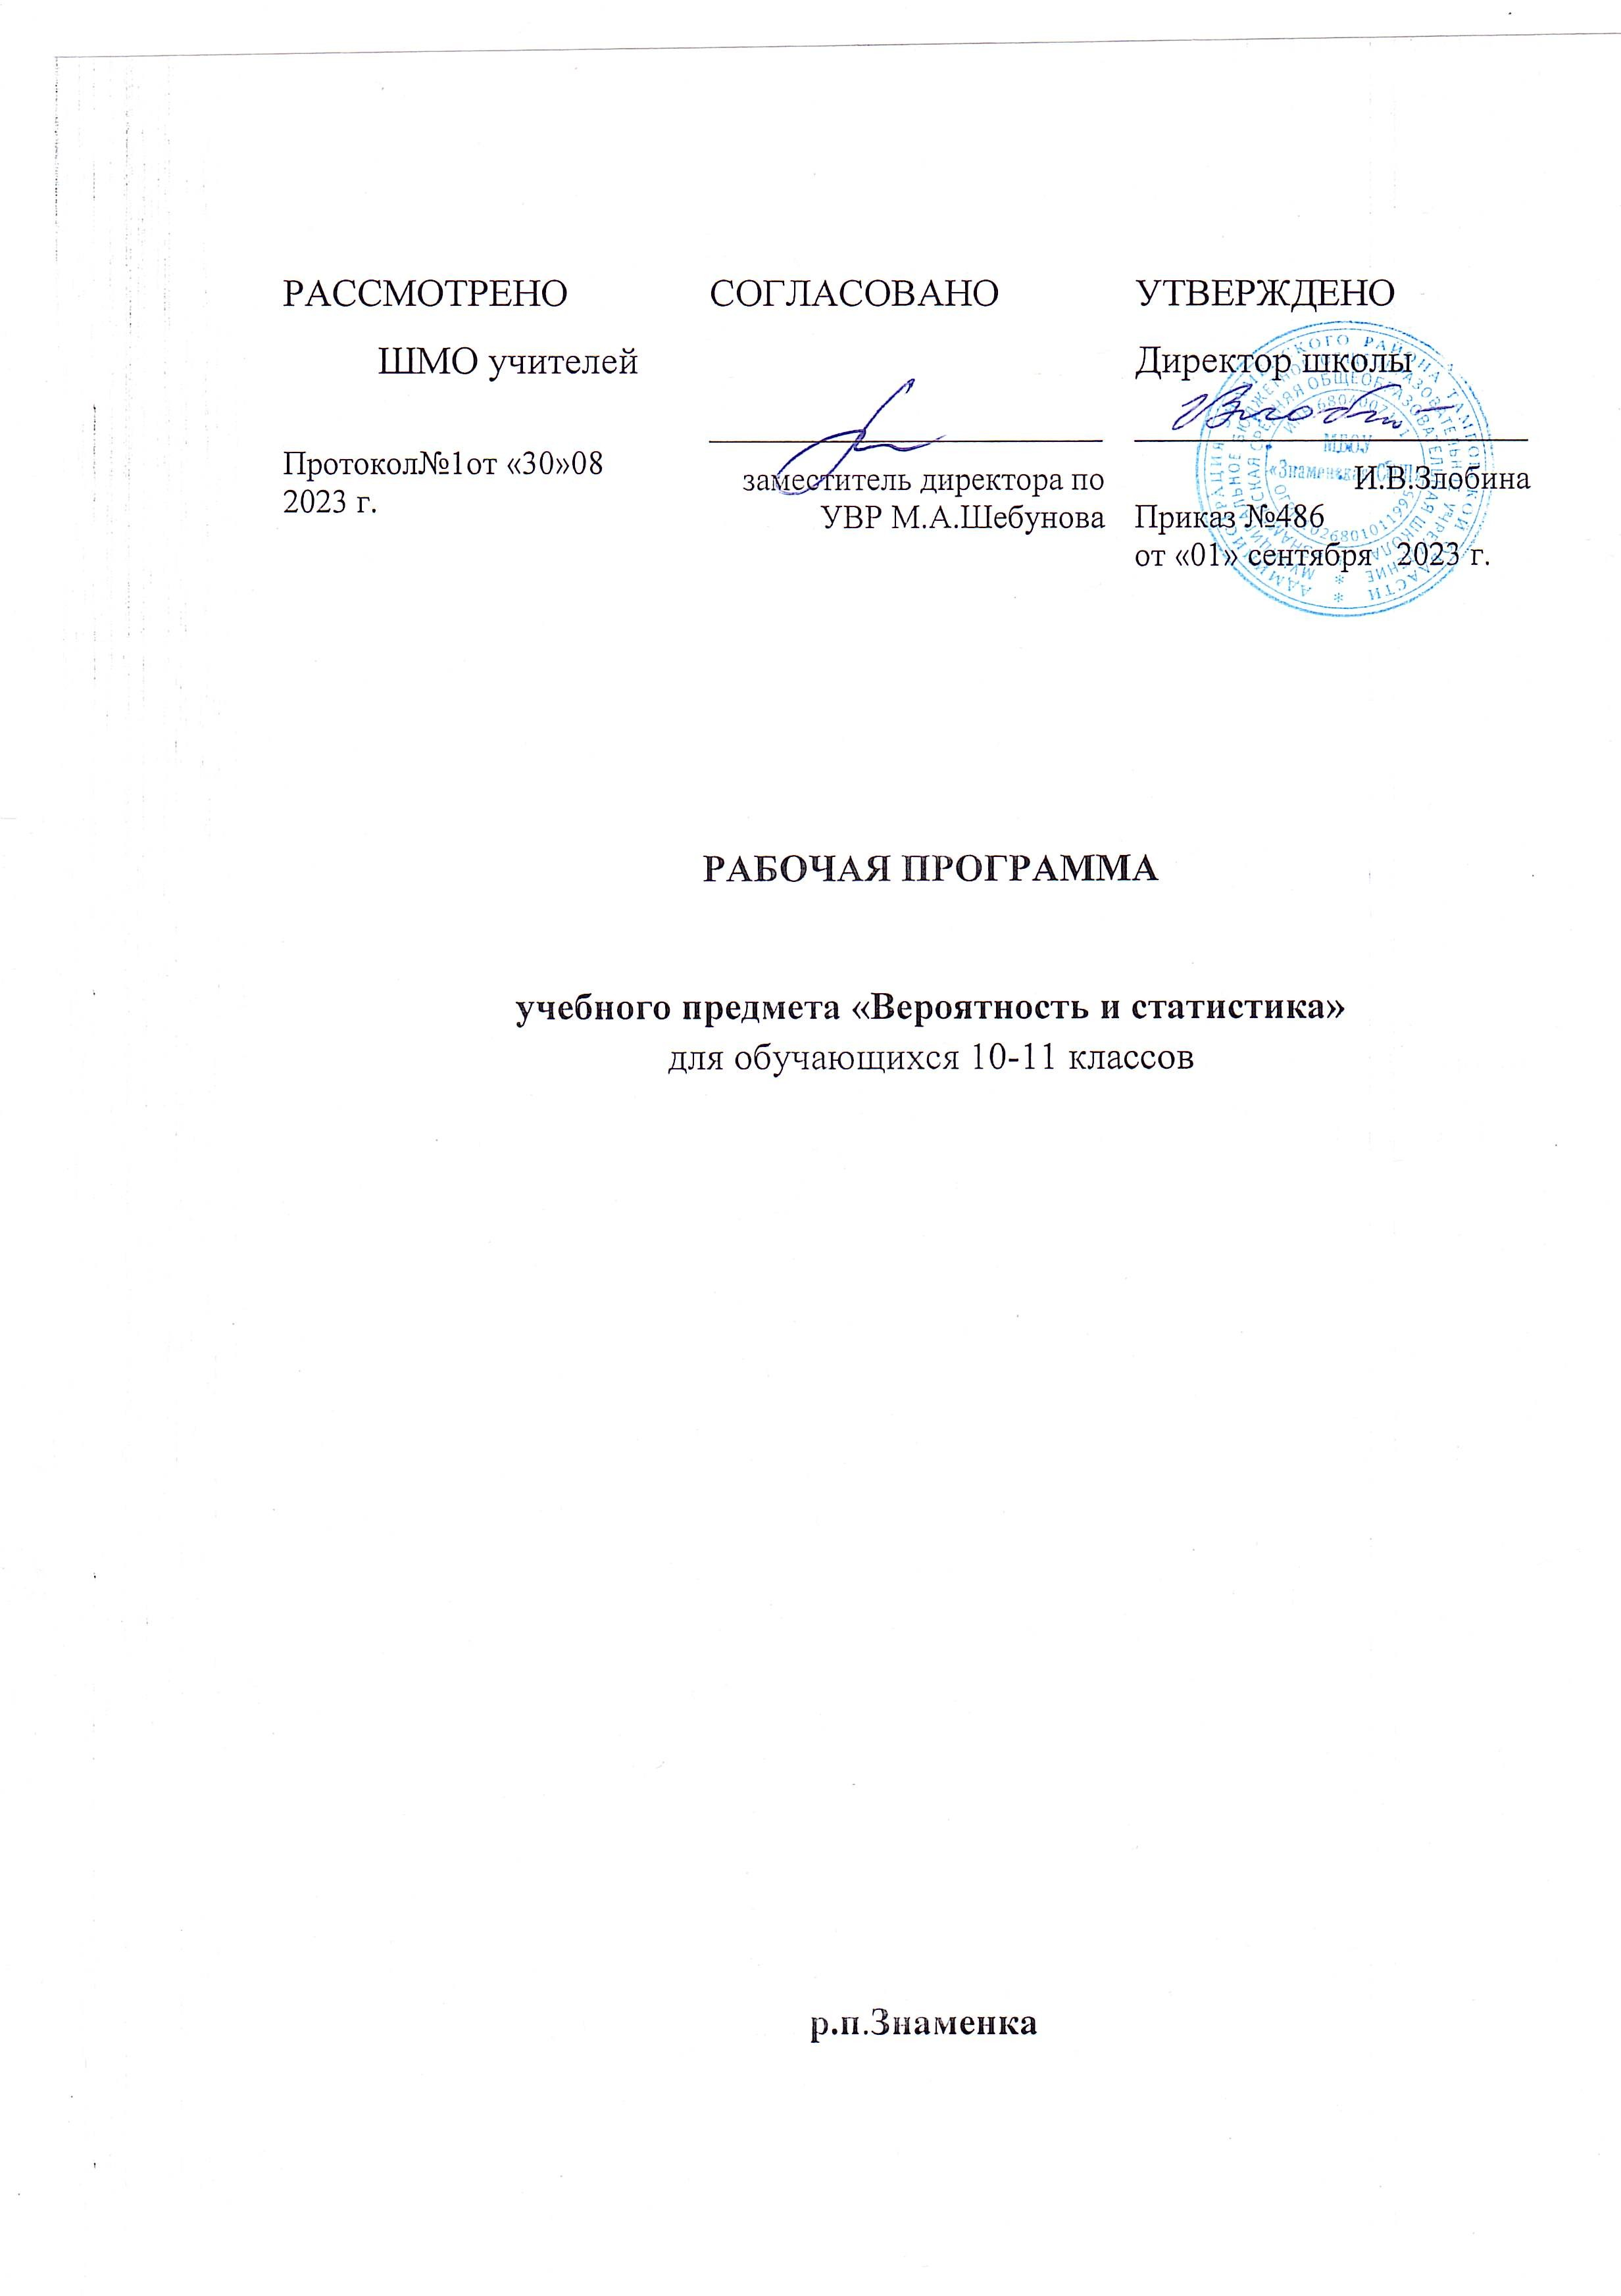 РАССМОТРЕНО
ШМО учителей
Протокол№1от «30»08
2023 г.
СОГЛАСОВАНО
заместитель директора по
УВР М.А.Шебунова
УТВЕРЖДЕНО
Директор школы
И.В.Злобина
Приказ №486
от «01» сентября 2023 г.
МБОУ
РАБОЧАЯ ПРОГРАММА
учебного предмета «Вероятность и статистика»
для обучающихся 10-11 классов
р.п.Знаменка